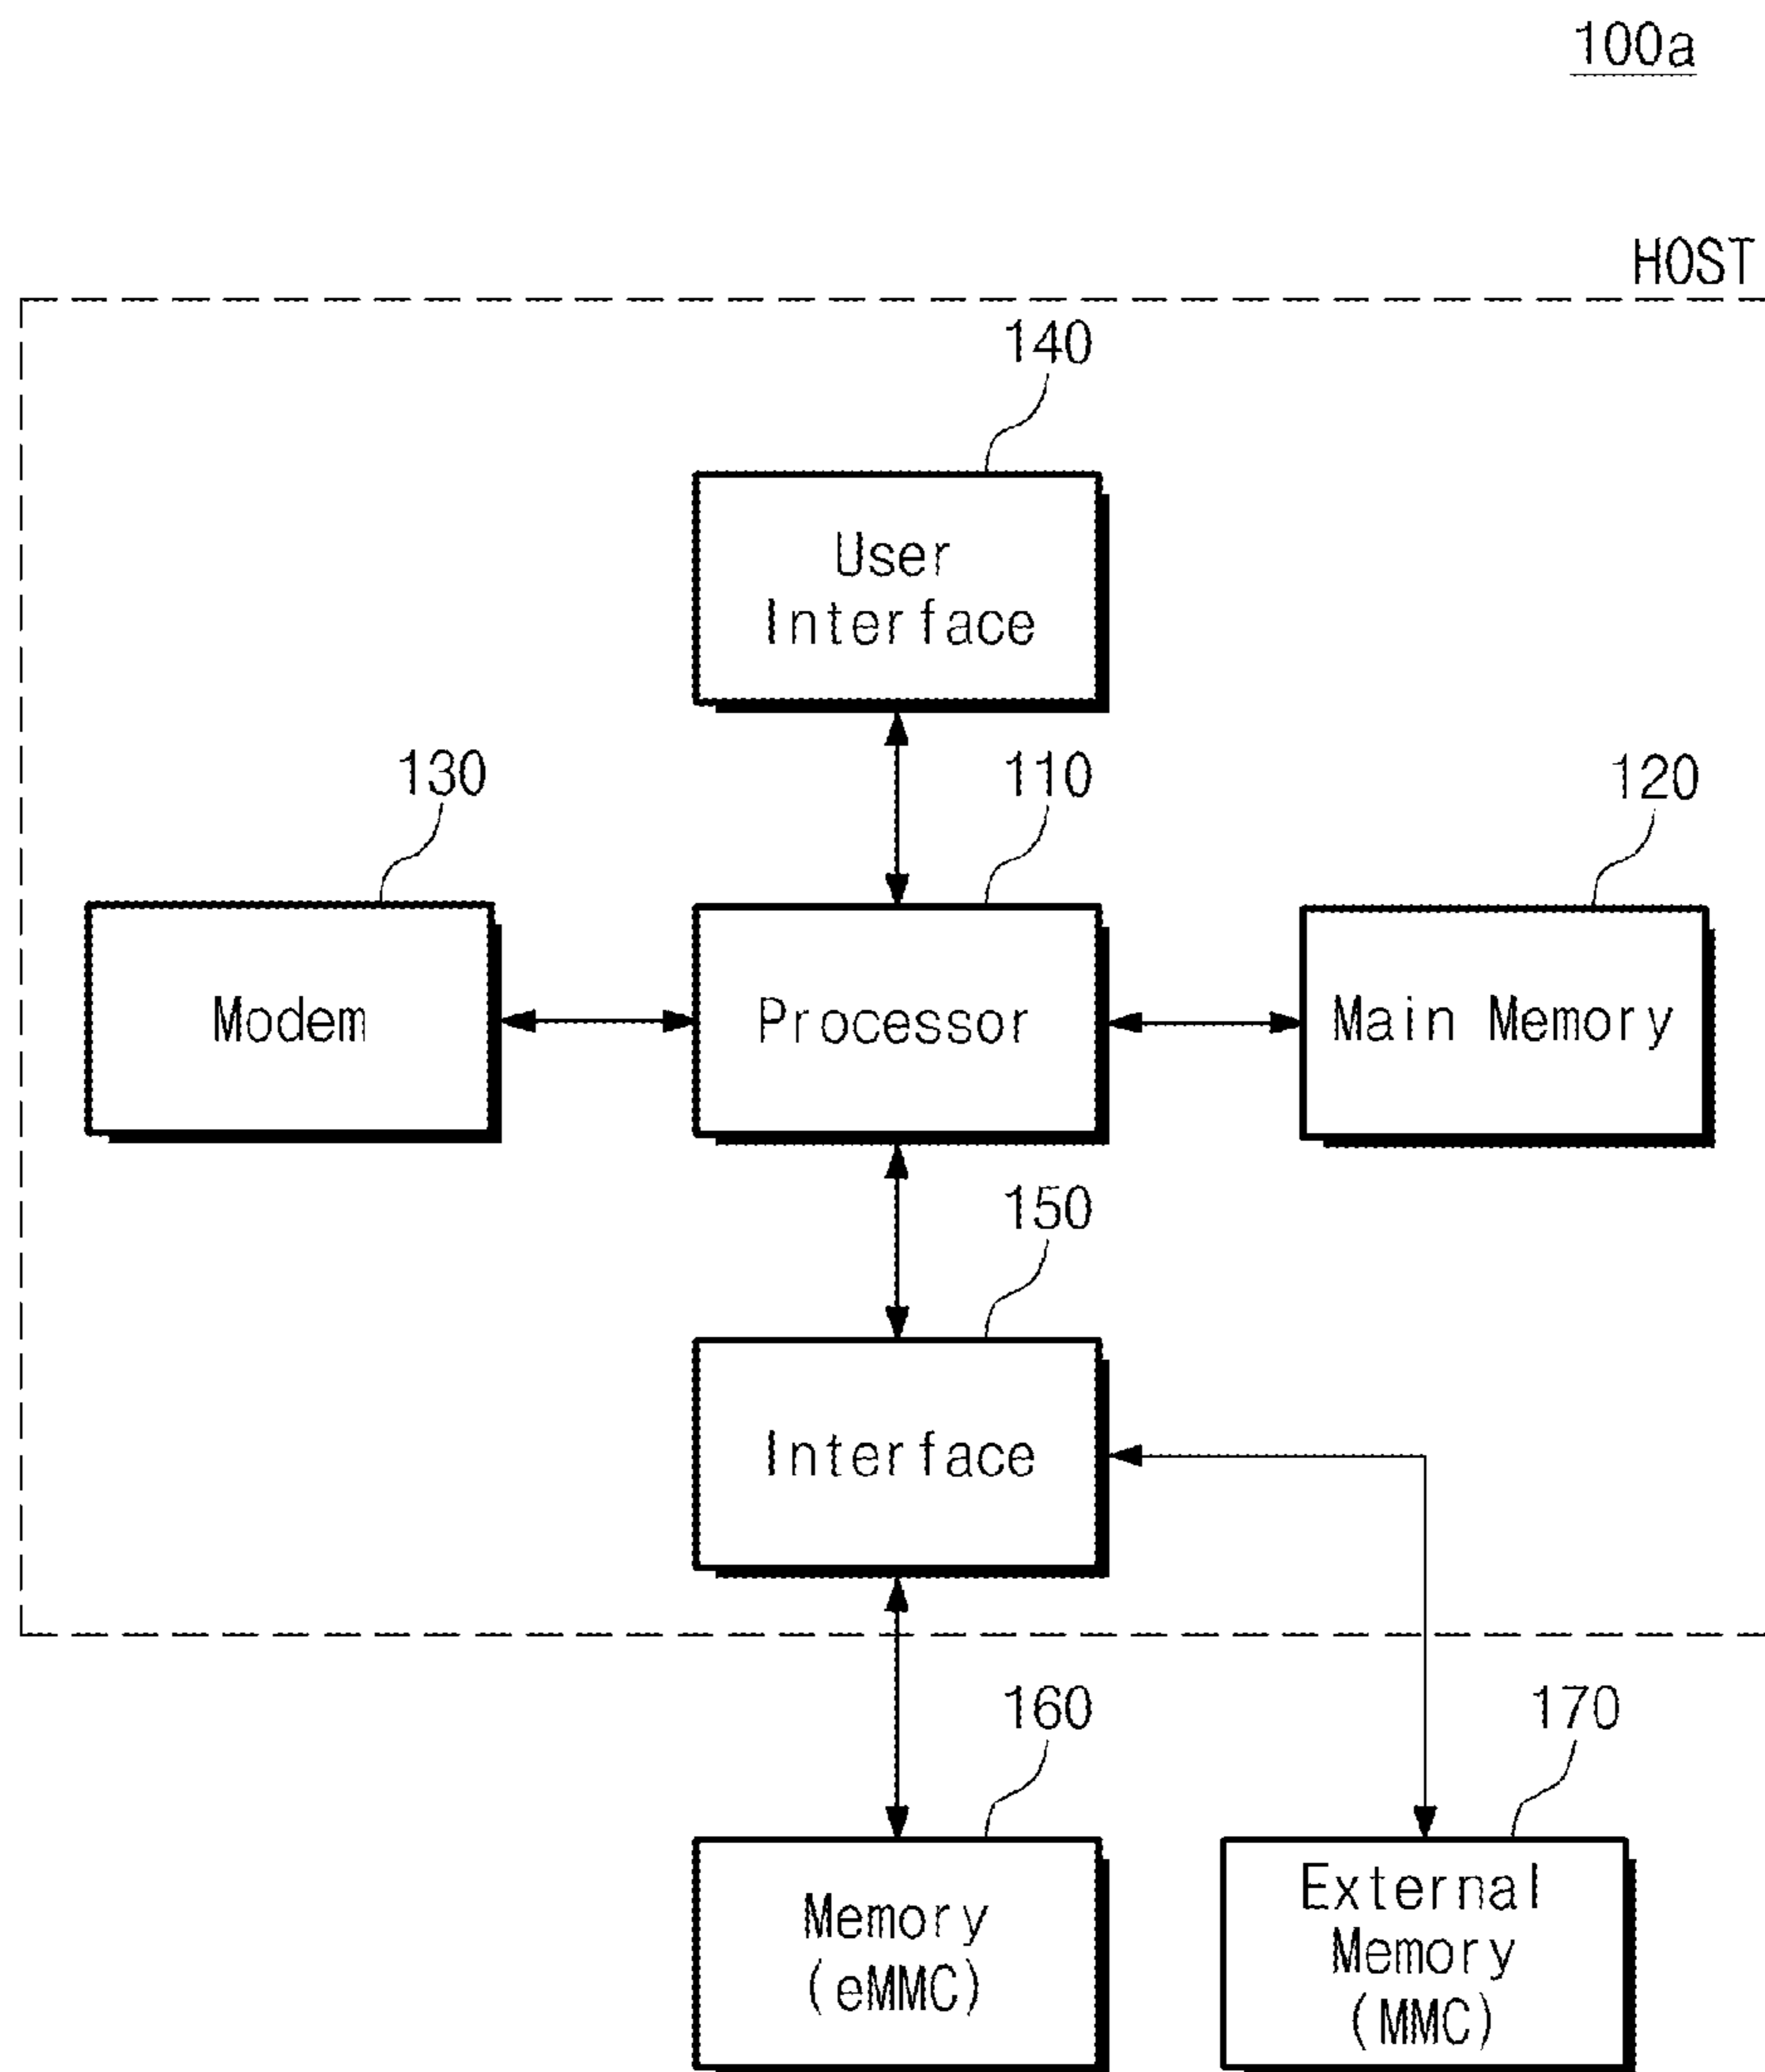 100a
HOST
140
User
Interface
130
110
120
Modem
Processor
Main Memory
150
Interface
160
170
Memory
(eMMC)
External
Memory
(MMC)